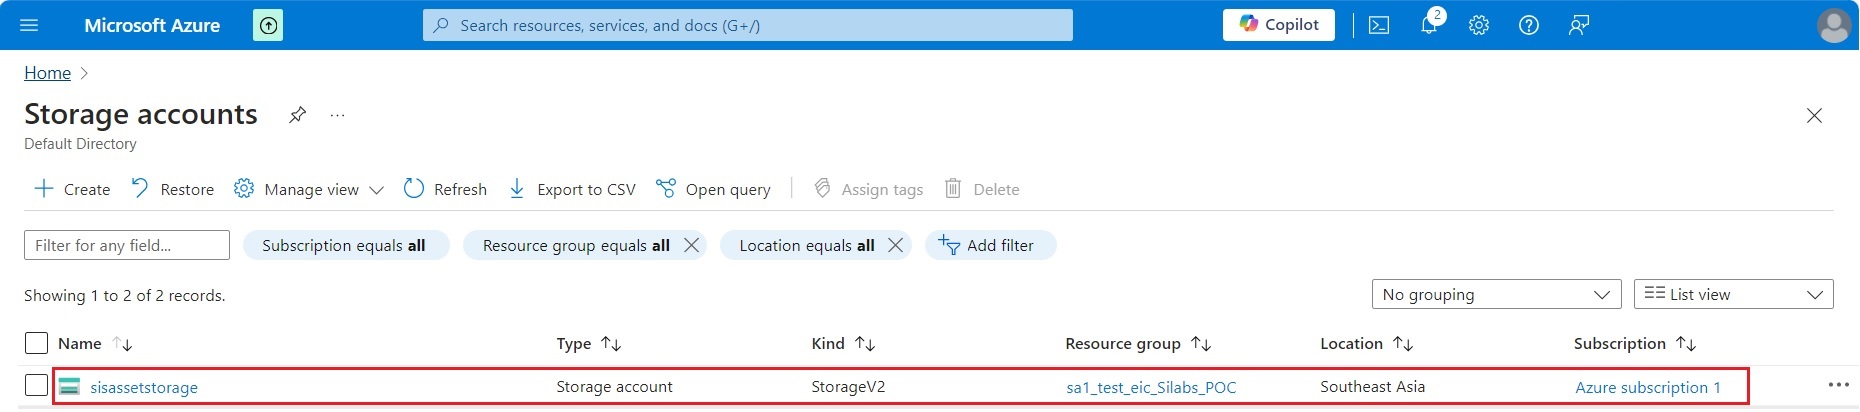 Microsoft Azure
Search resources, services, and docs (G+/)
Copilot
2
Home
Storage accounts
Default Directory
Create
Restore
Manage view
Refresh
Export to CSV
Open query
Assign tags
Delete
Filter for any field...
Subscription equals all
Resource group equals all
Location equals all
Add filter
Showing 1 to 2 of 2 records.
No grouping
List view
Name Type Kind Resource group Location Subscription
sisassetstorage Storage account StorageV2 sa1_test_eic_Silabs_POC Southeast Asia Azure subscription 1